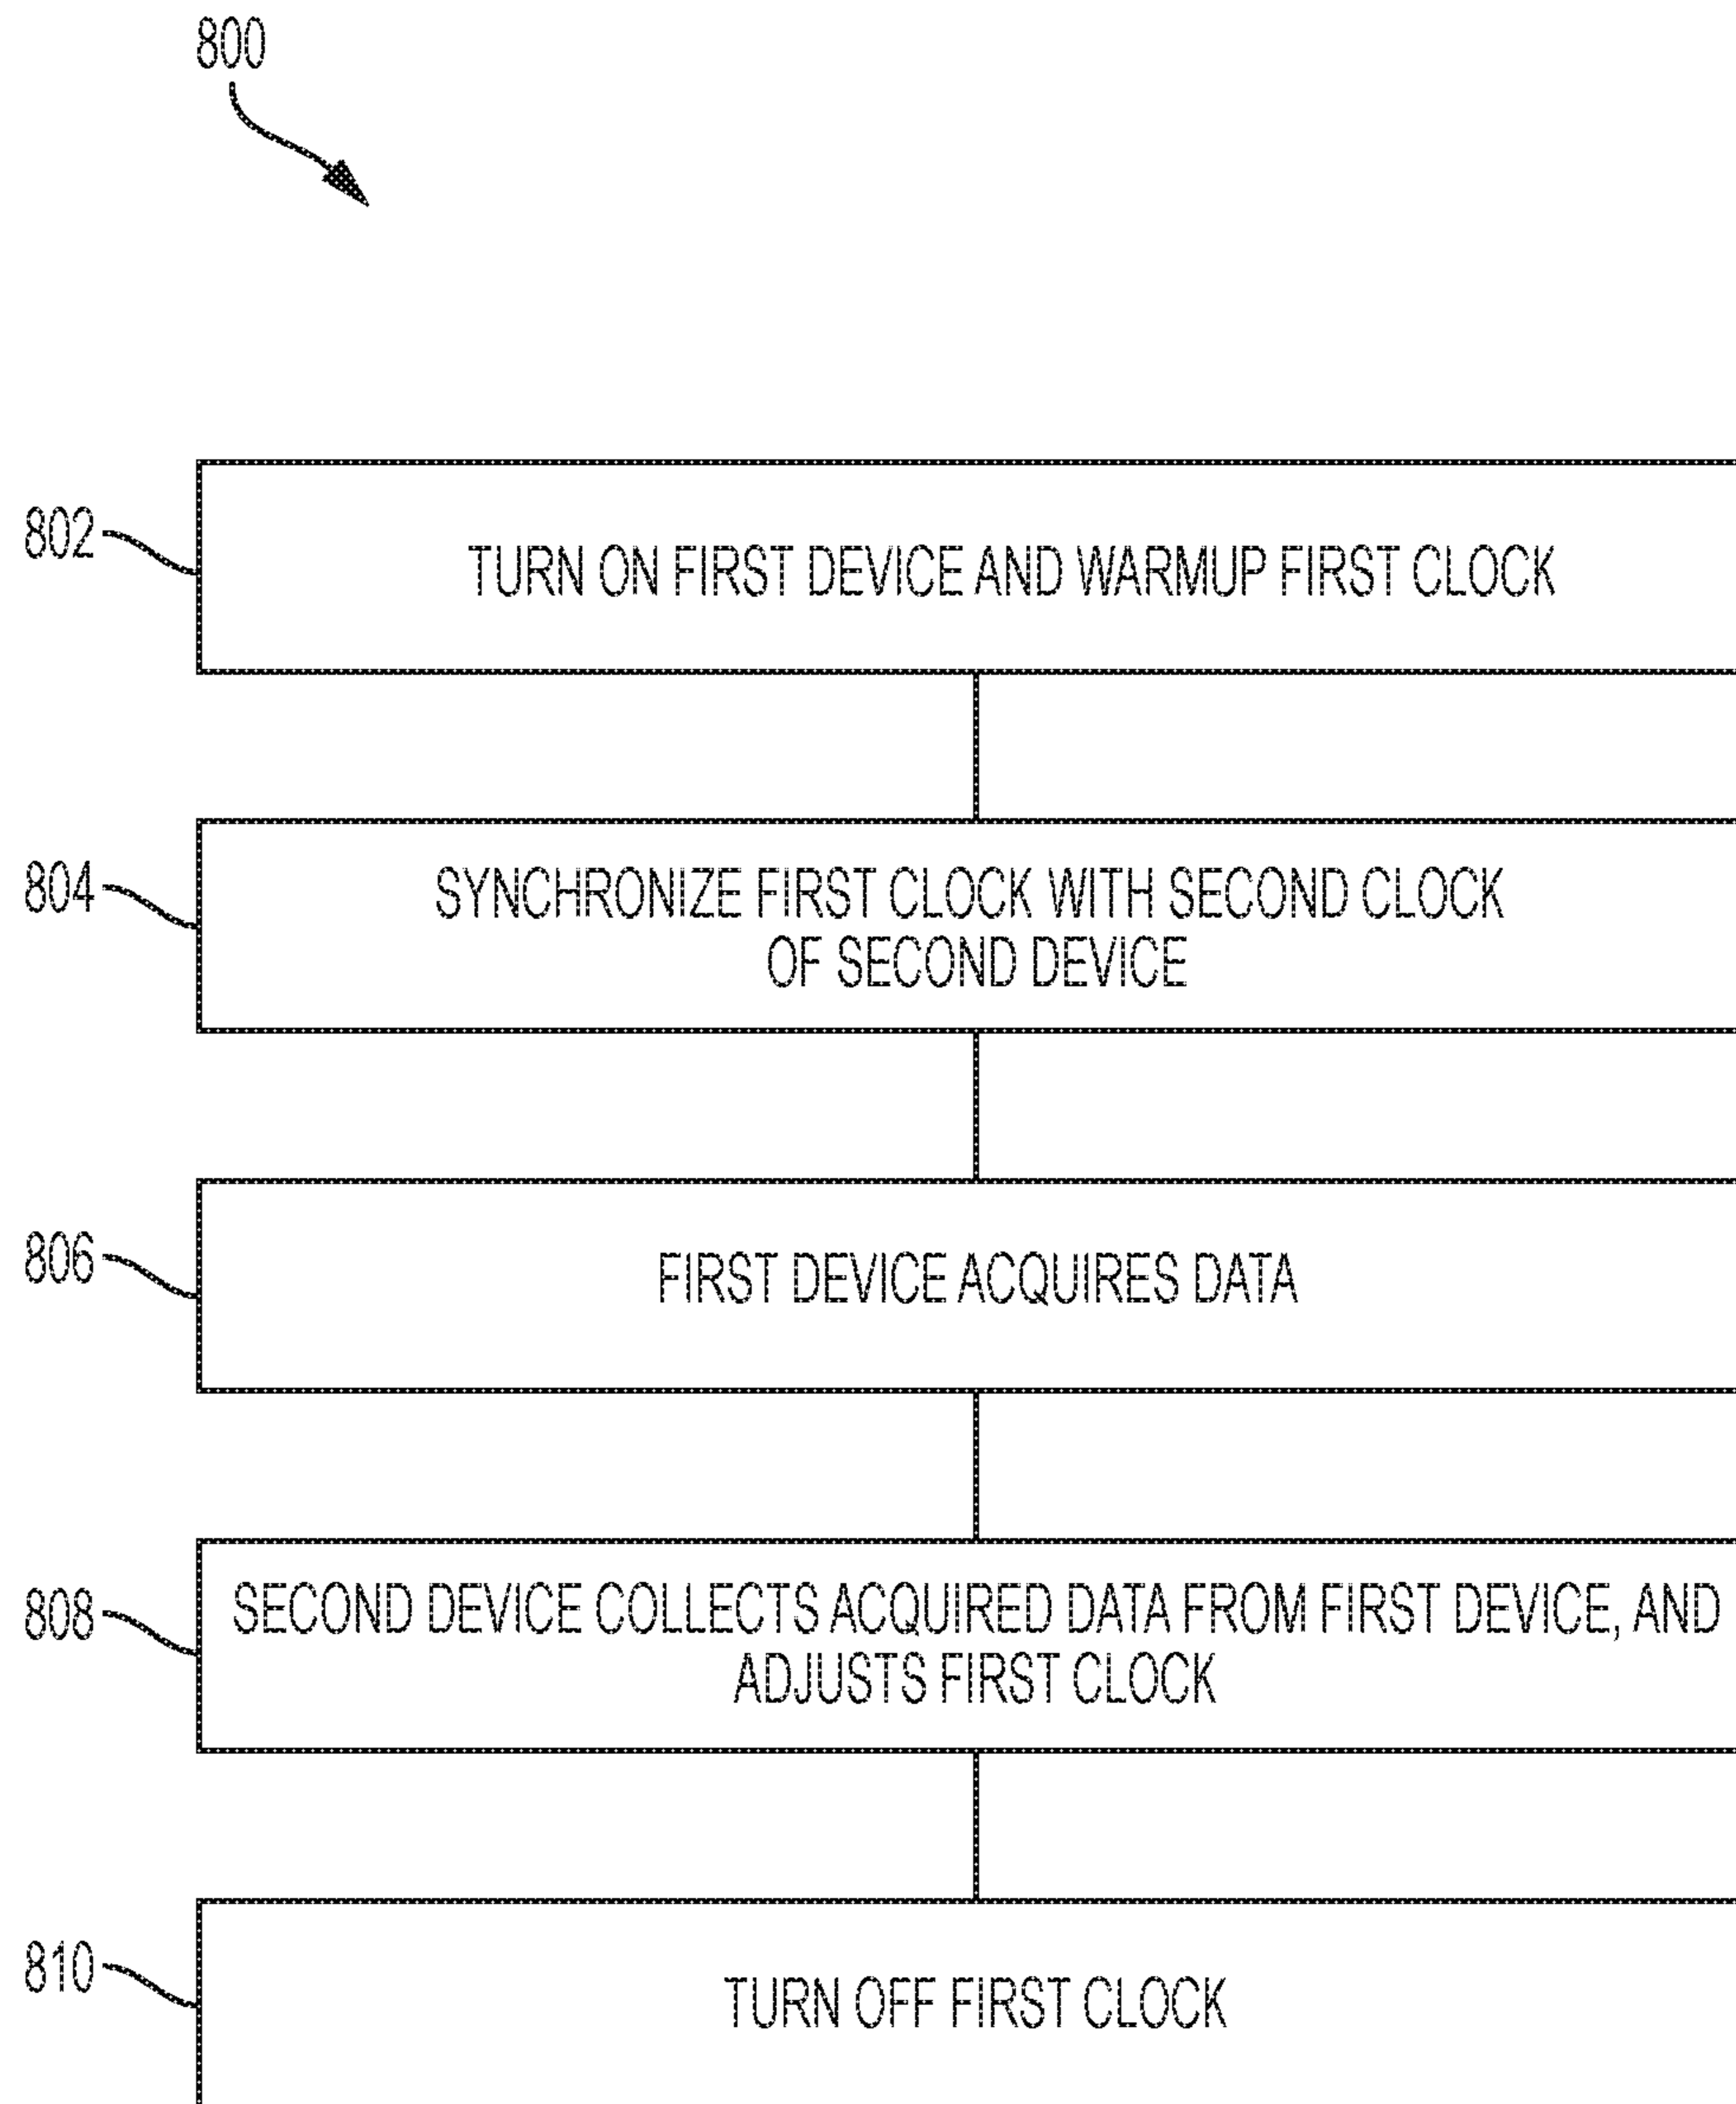 800
802
TURN ON FIRST DEVICE AND WARMUP FIRST CLOCK
804
SYNCHRONIZE FIRST CLOCK WITH SECOND CLOCK
OF SECOND DEVICE
806
FIRST DEVICE ACQUIRES DATA
808
SECOND DEVICE COLLECTS ACQUIRED DATA FROM FIRST DEVICE, AND
ADJUSTS FIRST CLOCK
810
TURN OFF FIRST CLOCK